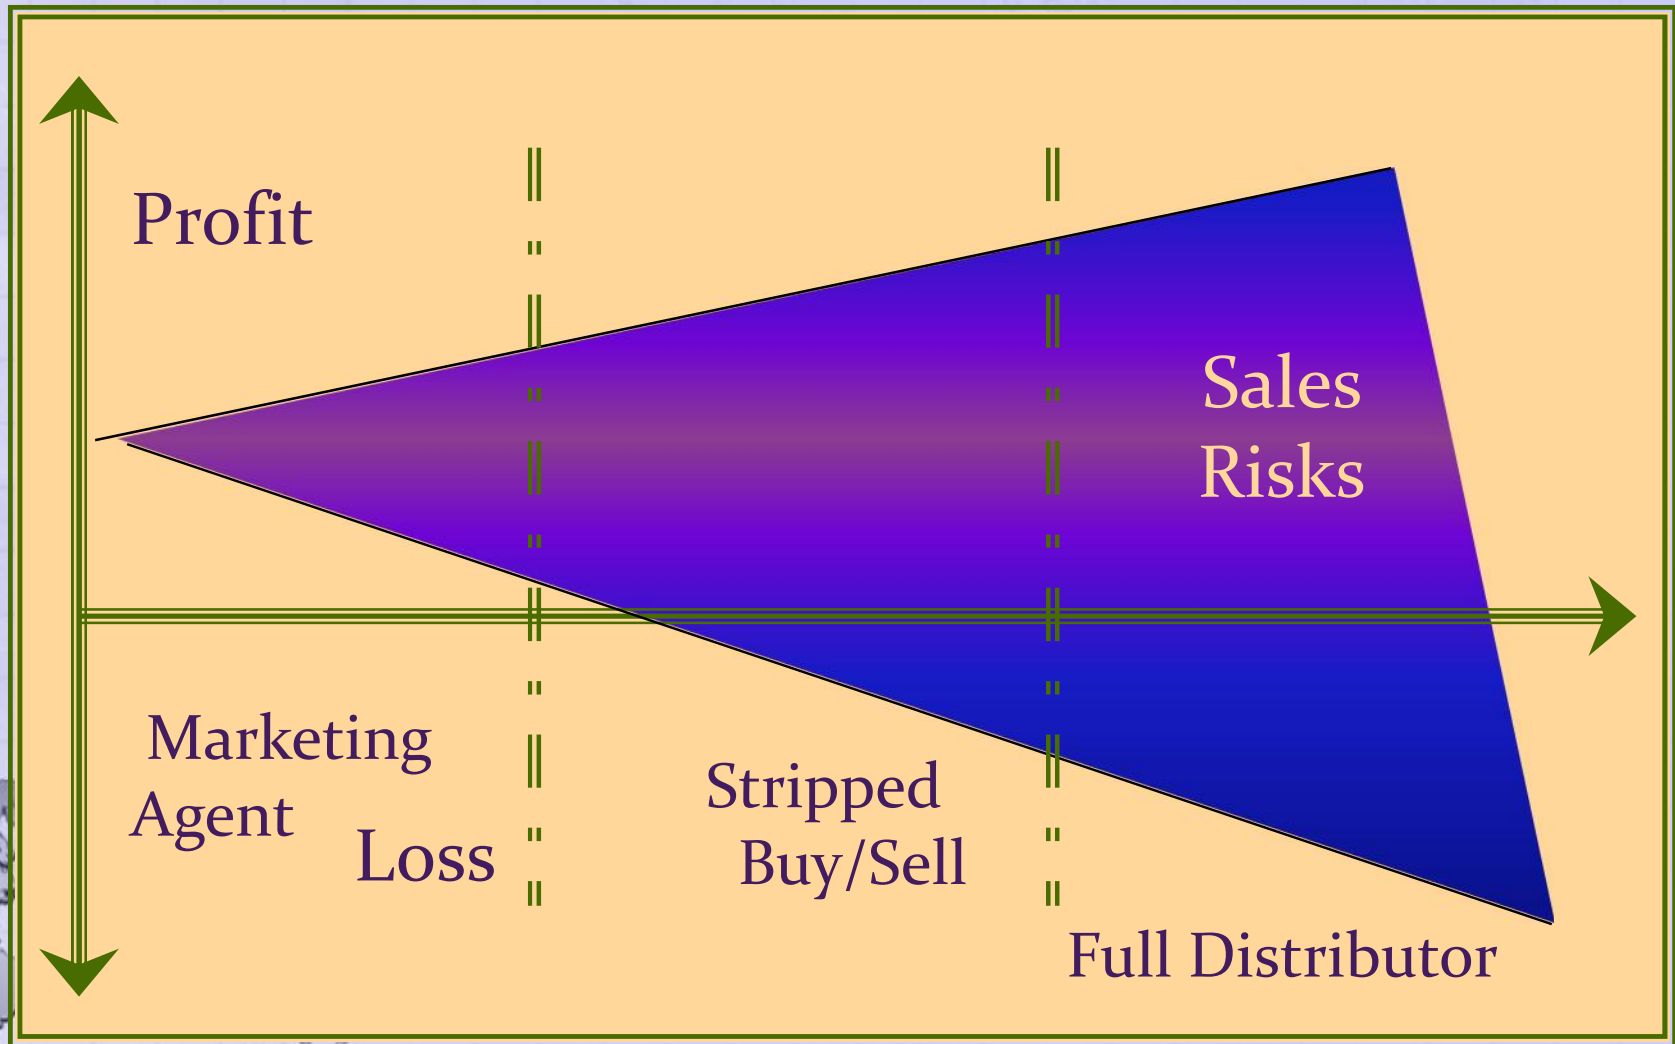 Profit
Sales
Risks
Marketing
Agent
Loss
Stripped
Buy/Sell
Full Distributor